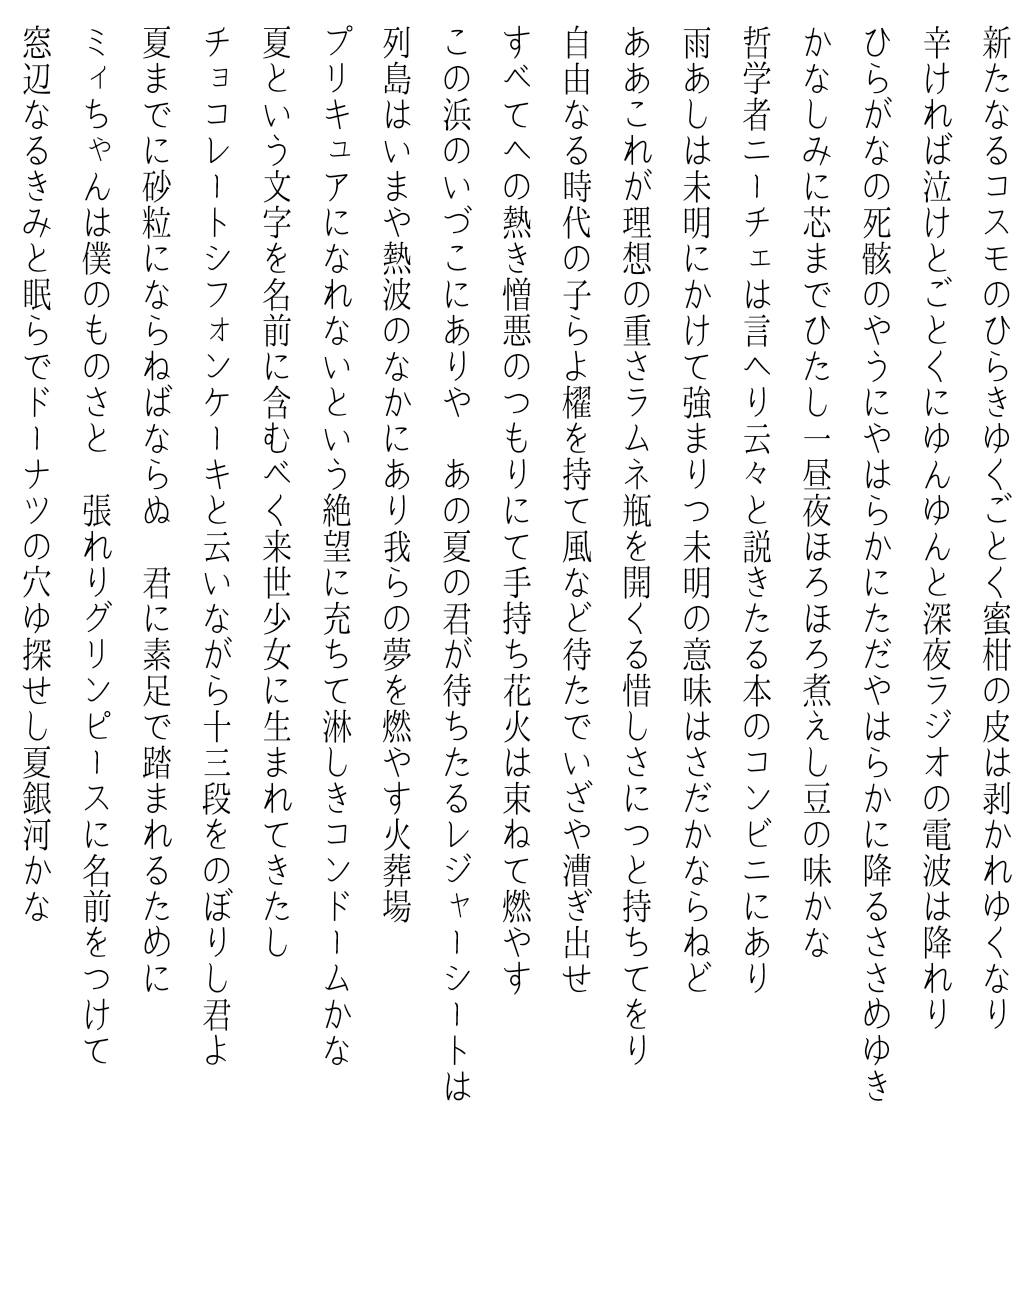 新たなるコスモのひらきゆくごとく蜜柑の皮は剥かれゆくなり
辛ければ泣けとごとくにゆんゆんと深夜ラジオの電波は降れり
ひらがなの死骸のやうにやはらかにただやはらかに降るささめゆき
かなしみに芯までひたし一昼夜ほろほろ煮えし豆の味かな
哲学者ニーチェは言へり云々と説きたる本のコンビニにあり
雨あしは未明にかけて強まりつ未明の意味はさだかならねど
ああこれが理想の重さラムネ瓶を開くる惜しさにつと持ちてをり
自由なる時代の子らよ櫂を持て風など待たでいざや漕ぎ出せ
すべてへの熱き憎悪のつもりにて手持ち花火は束ねて燃やす
この浜のいづこにありや　あの夏の君が待ちたるレジャーシートは
列島はいまや熱波のなかにあり我らの夢を燃やす火葬場
プリキュアになれないという絶望に充ちて淋しきコンドームかな
夏という文字を名前に含むべく来世少女に生まれてきたし
チョコレートシフォンケーキと云いながら十三段をのぼりし君よ
夏までに砂粒にならねばならぬ　君に素足で踏まれるために
ミィちゃんは僕のものさと　張れりグリンピースに名前をつけて
窓辺なるきみと眠らでドーナツの穴ゆ探せし夏銀河かな